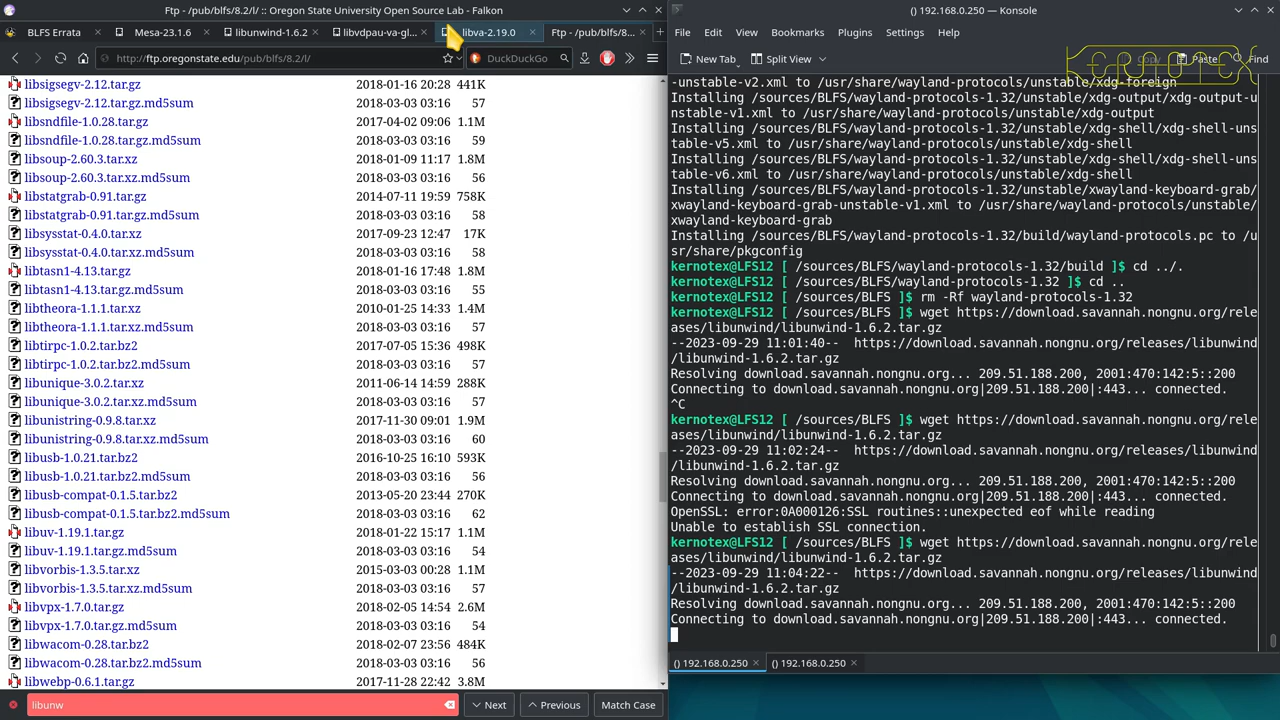 Ftp - /pub/blfs/8.2/l/ :: Oregon State University Open Source Lab - Falkon
BLFS Errata
Mesa-23.1.6
libunwind-1.6.2
libvdpau-va-gl...
libva-2.19.0
Ftp - /pub/blfs/8...
http://ftp.oregonstate.edu/pub/blfs/8.2/l/
DuckDuckGo
libsigsegv-2.12.tar.gz 2018-01-16 20:28 441K
libsigsegv-2.12.tar.gz.md5sum 2018-03-03 03:16 57
libsndfile-1.0.28.tar.gz 2017-04-02 09:06 1.1M
libsndfile-1.0.28.tar.gz.md5sum 2018-03-03 03:16 59
libsoup-2.60.3.tar.xz 2018-01-09 11:17 1.8M
libsoup-2.60.3.tar.xz.md5sum 2018-03-03 03:16 56
libstatgrab-0.91.tar.gz 2014-07-11 19:59 758K
libstatgrab-0.91.tar.gz.md5sum 2018-03-03 03:16 58
libsysstat-0.4.0.tar.xz 2017-09-23 12:47 17K
libsysstat-0.4.0.tar.xz.md5sum 2018-03-03 03:16 58
libtasn1-4.13.tar.gz 2018-01-16 17:48 1.8M
libtasn1-4.13.tar.gz.md5sum 2018-03-03 03:16 55
libtheora-1.1.1.tar.xz 2010-01-25 14:33 1.4M
libtheora-1.1.1.tar.xz.md5sum 2018-03-03 03:16 57
libtirpc-1.0.2.tar.bz2 2017-07-05 15:36 498K
libtirpc-1.0.2.tar.bz2.md5sum 2018-03-03 03:16 57
libunique-3.0.2.tar.xz 2011-06-14 14:59 288K
libunique-3.0.2.tar.xz.md5sum 2018-03-03 03:16 57
libunistring-0.9.8.tar.xz 2017-11-30 09:01 1.9M
libunistring-0.9.8.tar.xz.md5sum 2018-03-03 03:16 60
libusb-1.0.21.tar.bz2 2016-10-25 16:10 593K
libusb-1.0.21.tar.bz2.md5sum 2018-03-03 03:16 56
libusb-compat-0.1.5.tar.bz2 2013-05-20 23:44 270K
libusb-compat-0.1.5.tar.bz2.md5sum 2018-03-03 03:16 62
libuv-1.19.1.tar.gz 2018-01-22 15:17 1.1M
libuv-1.19.1.tar.gz.md5sum 2018-03-03 03:16 54
libvorbis-1.3.5.tar.xz 2015-03-03 00:28 1.1M
libvorbis-1.3.5.tar.xz.md5sum 2018-03-03 03:16 57
libvpx-1.7.0.tar.gz 2018-02-05 14:54 2.6M
libvpx-1.7.0.tar.gz.md5sum 2018-03-03 03:16 54
libwacom-0.28.tar.bz2 2018-02-07 23:56 484K
libwacom-0.28.tar.bz2.md5sum 2018-03-03 03:16 56
libwebp-0.6.1.tar.gz 2017-11-28 22:42 3.8M
libunw
Next
Previous
Match Case
() 192.168.0.250 — Konsole
File Edit View Bookmarks Plugins Settings Help
New Tab
Split View
Copy
Paste
Find
KERNOTEX
-unstable-v2.xml to /usr/share/wayland-protocols/unstable/xdg-foreign
Installing /sources/BLFS/wayland-protocols-1.32/unstable/xdg-output/xdg-output-u
nstable-v1.xml to /usr/share/wayland-protocols/unstable/xdg-output
Installing /sources/BLFS/wayland-protocols-1.32/unstable/xdg-shell/xdg-shell-uns
table-v5.xml to /usr/share/wayland-protocols/unstable/xdg-shell
Installing /sources/BLFS/wayland-protocols-1.32/unstable/xdg-shell/xdg-shell-uns
table-v6.xml to /usr/share/wayland-protocols/unstable/xdg-shell
Installing /sources/BLFS/wayland-protocols-1.32/unstable/xwayland-keyboard-grab/
xwayland-keyboard-grab-unstable-v1.xml to /usr/share/wayland-protocols/unstable/
xwayland-keyboard-grab
Installing /sources/BLFS/wayland-protocols-1.32/build/wayland-protocols.pc to /u
sr/share/pkgconfig
kernotex@LFS12 [ /sources/BLFS/wayland-protocols-1.32/build ]$ cd ../.
kernotex@LFS12 [ /sources/BLFS/wayland-protocols-1.32 ]$ cd ..
kernotex@LFS12 [ /sources/BLFS ]$ rm -Rf wayland-protocols-1.32
kernotex@LFS12 [ /sources/BLFS ]$ wget https://download.savannah.nongnu.org/rele
ases/libunwind/libunwind-1.6.2.tar.gz
--2023-09-29 11:01:40-- https://download.savannah.nongnu.org/releases/libunwind
/libunwind-1.6.2.tar.gz
Resolving download.savannah.nongnu.org... 209.51.188.200, 2001:470:142:5::200
Connecting to download.savannah.nongnu.org|209.51.188.200|:443... connected.
^C
kernotex@LFS12 [ /sources/BLFS ]$ wget https://download.savannah.nongnu.org/rele
ases/libunwind/libunwind-1.6.2.tar.gz
--2023-09-29 11:02:24-- https://download.savannah.nongnu.org/releases/libunwind
/libunwind-1.6.2.tar.gz
Resolving download.savannah.nongnu.org... 209.51.188.200, 2001:470:142:5::200
Connecting to download.savannah.nongnu.org|209.51.188.200|:443... connected.
OpenSSL: error:0A000126:SSL routines::unexpected eof while reading
Unable to establish SSL connection.
kernotex@LFS12 [ /sources/BLFS ]$ wget https://download.savannah.nongnu.org/rele
ases/libunwind/libunwind-1.6.2.tar.gz
--2023-09-29 11:04:22-- https://download.savannah.nongnu.org/releases/libunwind
/libunwind-1.6.2.tar.gz
Resolving download.savannah.nongnu.org... 209.51.188.200, 2001:470:142:5::200
Connecting to download.savannah.nongnu.org|209.51.188.200|:443... connected.
() 192.168.0.250
() 192.168.0.250